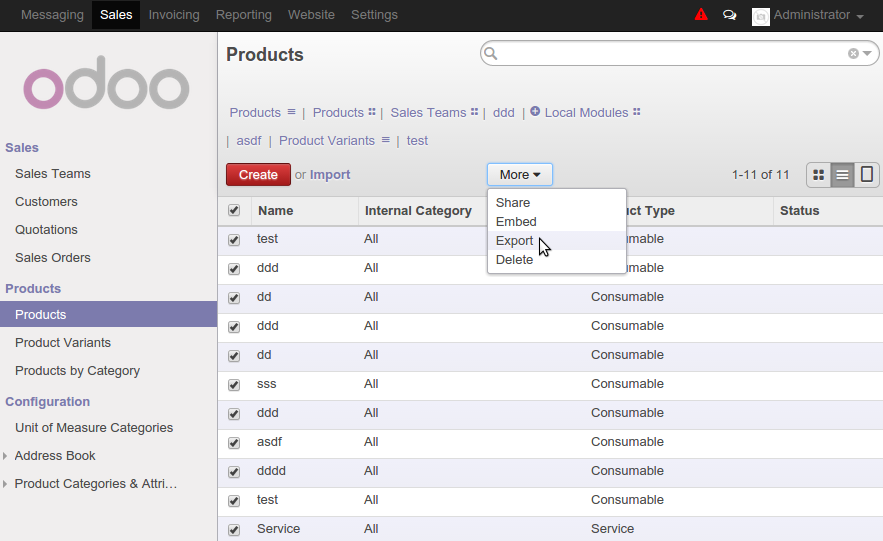 Messaging Sales Invoicing Reporting Website Settings Administrator
odoo
Products
Products | Products | Sales Teams | ddd | Local Modules
| asdf | Product Variants | test
Create or Import More 1-11 of 11
Share
Embed
Export
Delete
Name Internal Category ct Type Status
test All umable
ddd All umable
dd All Consumable
ddd All Consumable
dd All Consumable
sss All Consumable
ddd All Consumable
asdf All Consumable
dddd All Consumable
test All Consumable
Service All Service
Sales
Sales Teams
Customers
Quotations
Sales Orders
Products
Products
Product Variants
Products by Category
Configuration
Unit of Measure Categories
Address Book
Product Categories & Attri…